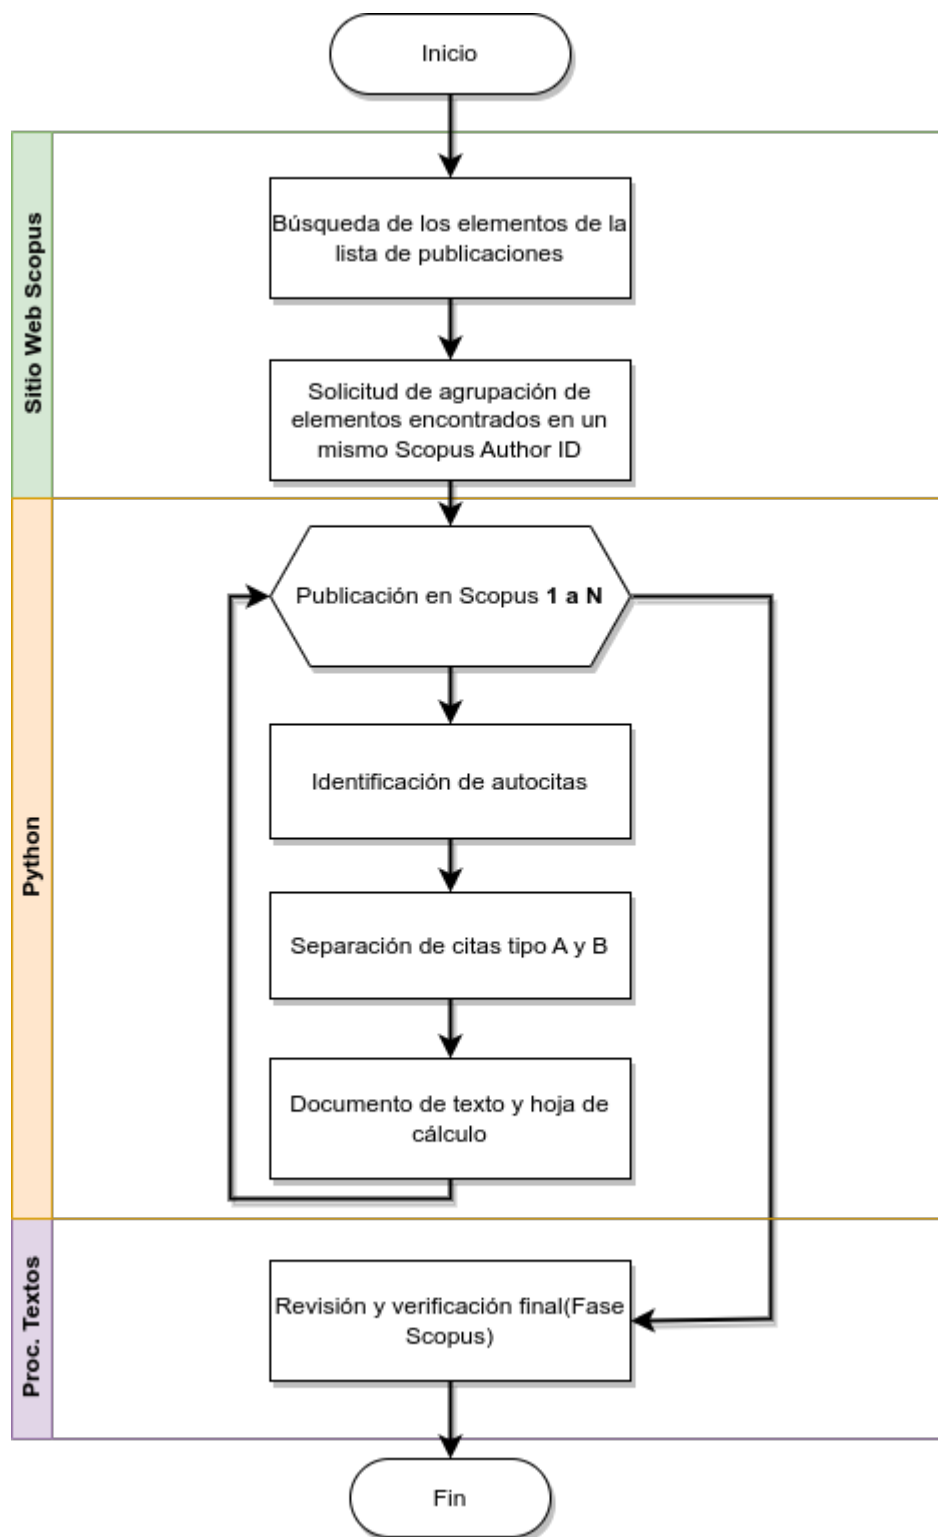 Inicio
Sitio Web Scopus
Búsqueda de los elementos de la
lista de publicaciones
Solicitud de agrupación de
elementos encontrados en un
mismo Scopus Author ID
Python
Publicación en Scopus 1 a N
Identificación de autocitas
Separación de citas tipo A y B
Documento de texto y hoja de
cálculo
Proc. Textos
Revisión y verificación final(Fase
Scopus)
Fin